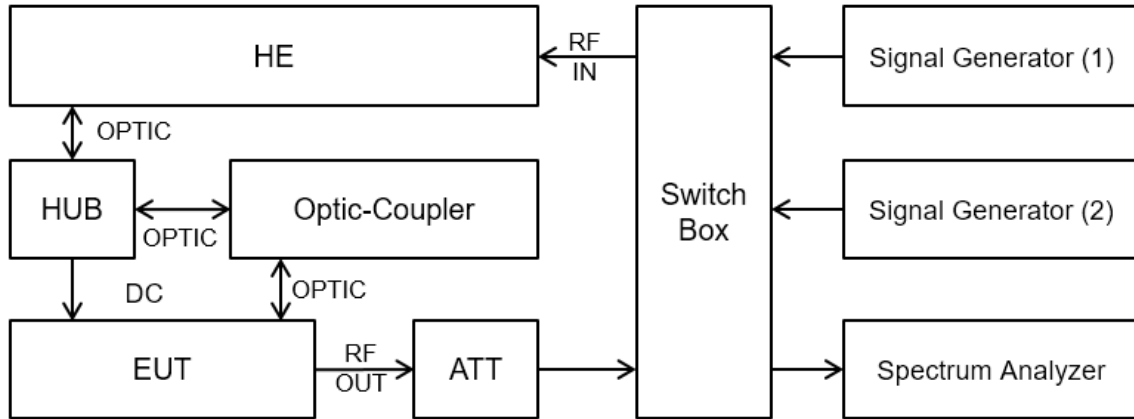 HE
RF
IN
Signal Generator (1)
OPTIC
HUB
Optic-Coupler
OPTIC
Switch
Box
Signal Generator (2)
DC
OPTIC
EUT
RF
OUT
ATT
Spectrum Analyzer